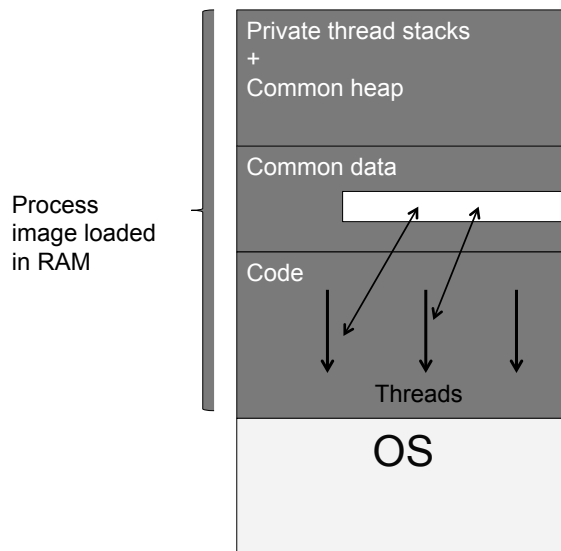 Private thread stacks
+
Common heap
Common data
Process
image loaded
in RAM
Code
Threads
OS